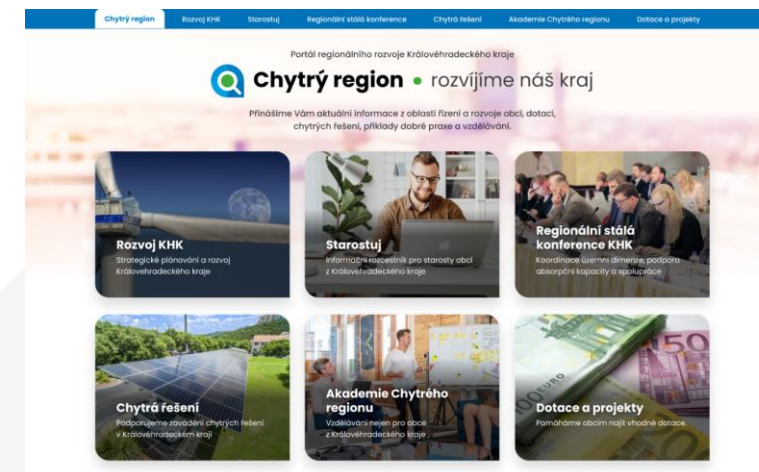 Chytrý region Rozvoj KHK Starostuj Regionální stálá konference Chytrá řešení Akademie Chytrého regionu Dotace a projekty
Portál regionálního rozvoje Královéhradeckého kraje
Chytrý region • rozvíjíme náš kraj
Přinášíme Vám aktuální informace z oblasti řízení a rozvoje obcí, dotací,
chytrých řešení, příklady dobré praxe a vzdělávání.
Rozvoj KHK
Strategické plánování a rozvoj
Královehradeckého kraje
Starostuj
Informační rozcestník pro starosty obcí
z Královéhradeckého kraje
Regionální stálá
konference KHK
Koordinace územní dimenze, podpora
absorpční kapacity a spolupráce
Chytrá řešení
Podporujeme zavádění chytrých řešení
v Královéhradeckém kraji
Akademie Chytrého
regionu
Vzdělávání nejen pro obce
z Královéhradeckého kraje
Dotace a projekty
Pomáháme obcím najít vhodné dotace.
100 EURO
50